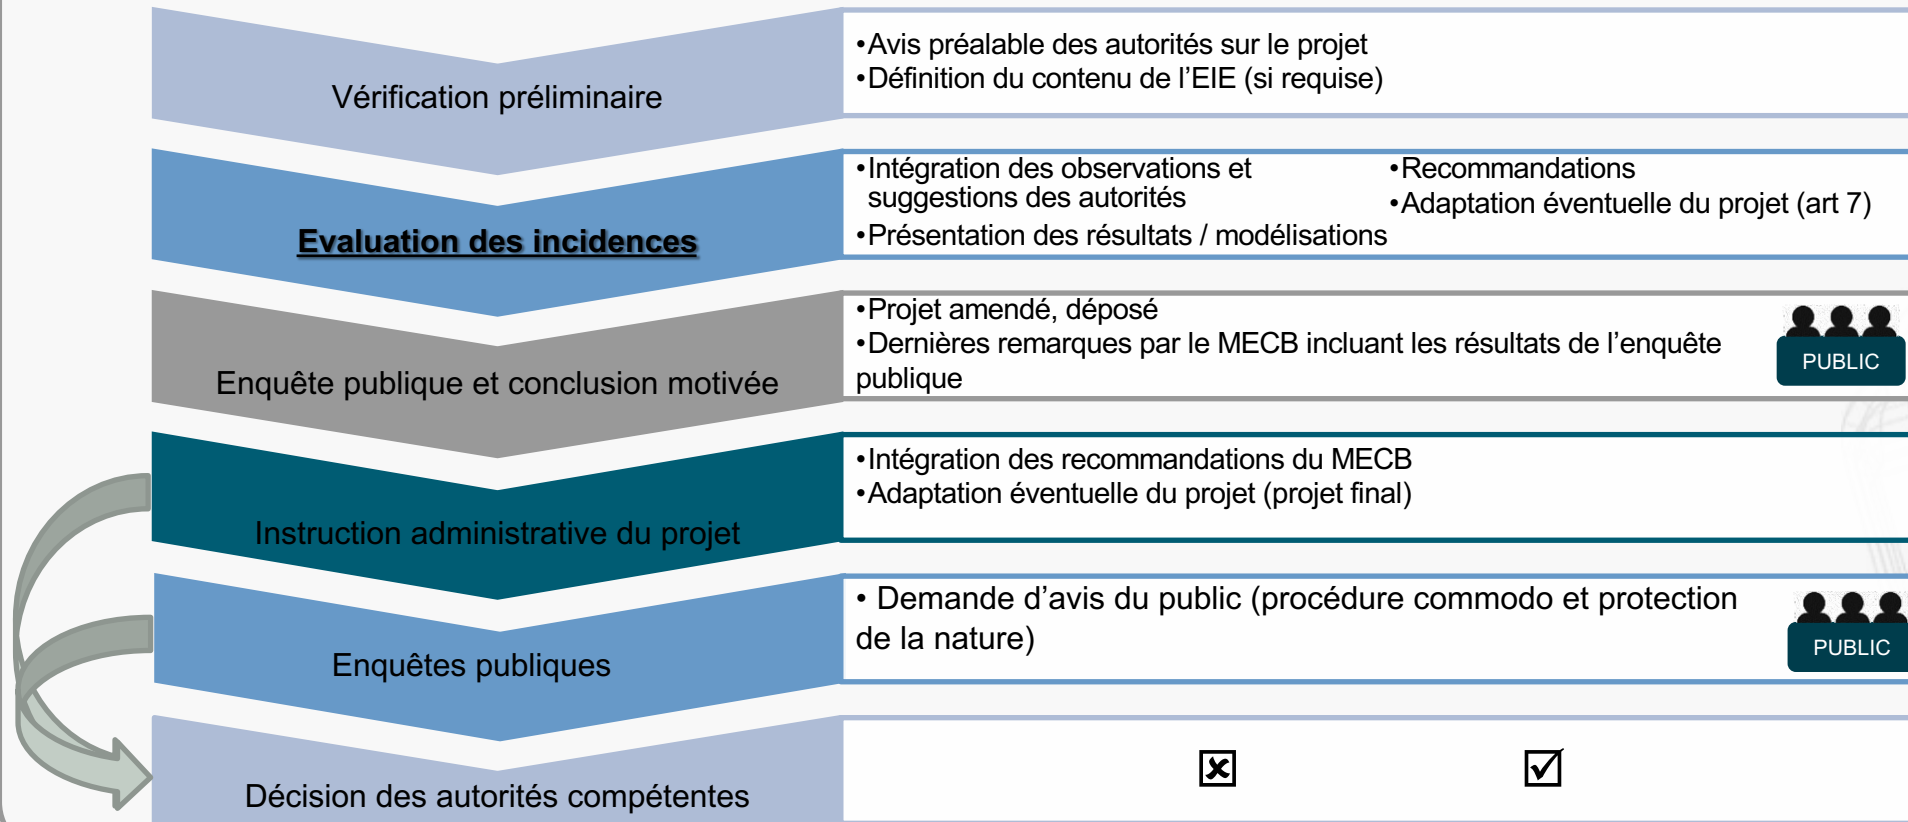 Vérification préliminaire
•Avis préalable des autorités sur le projet
•Définition du contenu de l’EIE (si requise)
Evaluation des incidences
•Intégration des observations et
suggestions des autorités
•Présentation des résultats / modélisations
•Recommandations
•Adaptation éventuelle du projet (art 7)
Enquête publique et conclusion motivée
•Projet amendé, déposé
•Dernières remarques par le MECB incluant les résultats de l’enquête
publique
PUBLIC
Instruction administrative du projet
•Intégration des recommandations du MECB
•Adaptation éventuelle du projet (projet final)
Enquêtes publiques
• Demande d’avis du public (procédure commodo et protection
de la nature)
PUBLIC
Décision des autorités compétentes